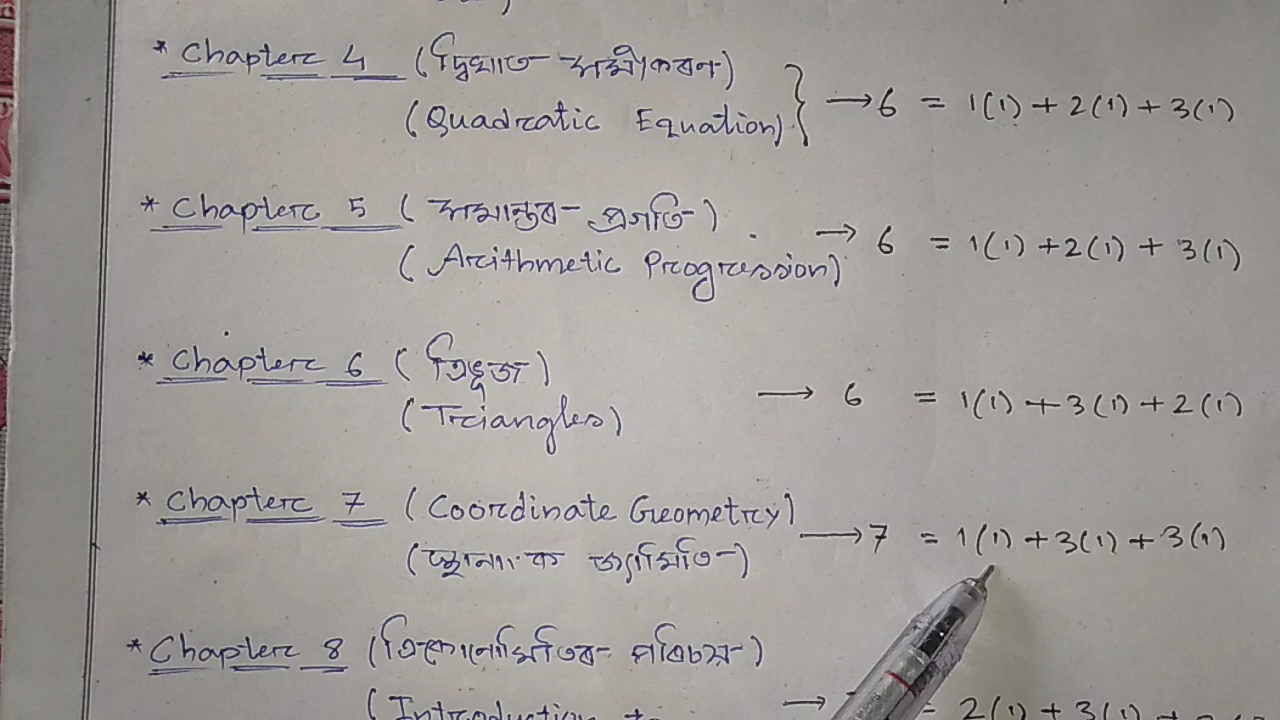 * Chapter 4 (দ্বিঘাত সমীকৰণ)
(Quadratic Equation) → 6 = 1(1) + 2(1) + 3(1)
* Chapter 5 (সমান্তৰ প্ৰগতি)
(Arithmetic Progression) → 6 = 1(1) + 2(1) + 3(1)
* Chapter 6 (ত্ৰিভূজ)
(Triangles) → 6 = 1(1) + 3(1) + 2(1)
* Chapter 7 (Coordinate Geometry)
(স্থানাংক জ্যামিতি) → 7 = 1(1) + 3(1) + 3(1)
* Chapter 8 (ত্ৰিকোণোমিতিৰ পৰিচয়)
(Introduction to → = 2(1) + 3(1) +